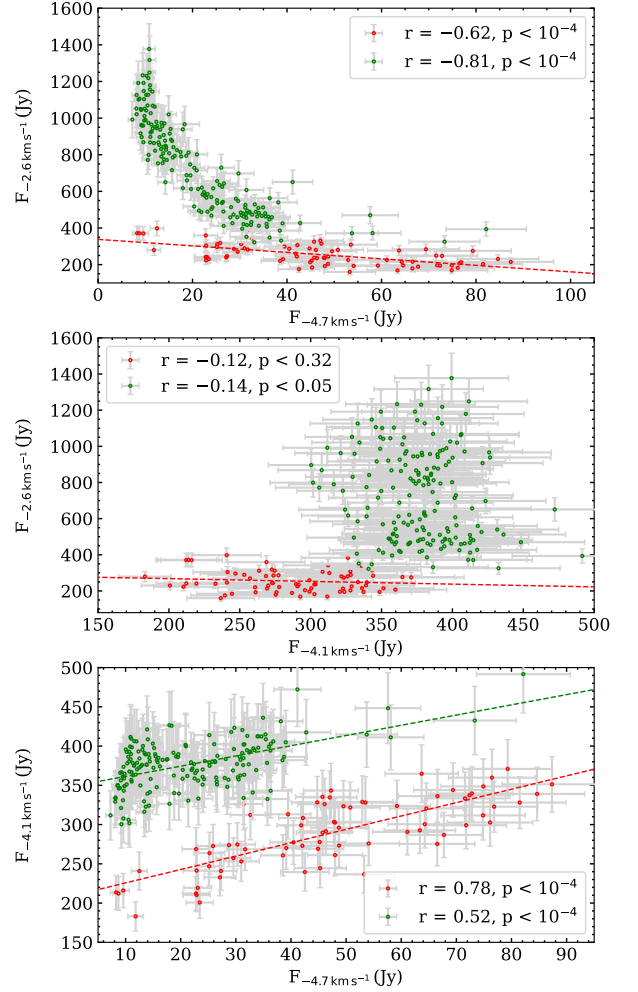 1600
1400
1200
1000
800
600
400
200
F₋₂.₆ ₖₘ ₛ⁻¹ (Jy)
r = −0.62, p < 10⁻⁴
r = −0.81, p < 10⁻⁴
0 20 40 60 80 100
F₋₄.₇ ₖₘ ₛ⁻¹ (Jy)
1600
1400
1200
1000
800
600
400
200
F₋₂.₆ ₖₘ ₛ⁻¹ (Jy)
r = −0.12, p < 0.32
r = −0.14, p < 0.05
150 200 250 300 350 400 450 500
F₋₄.₁ ₖₘ ₛ⁻¹ (Jy)
500
450
400
350
300
250
200
150
F₋₄.₁ ₖₘ ₛ⁻¹ (Jy)
r = 0.78, p < 10⁻⁴
r = 0.52, p < 10⁻⁴
10 20 30 40 50 60 70 80 90
F₋₄.₇ ₖₘ ₛ⁻¹ (Jy)